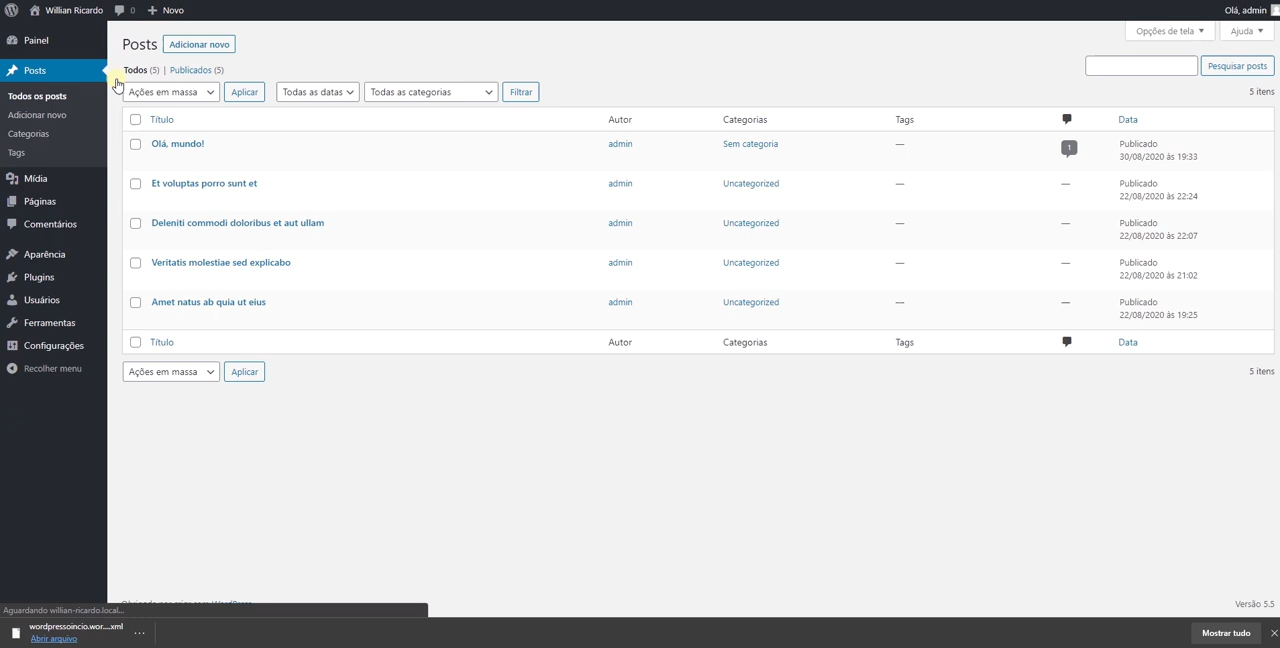 Willian Ricardo 0 Novo Olá, admin
Painel
Posts
Todos os posts
Adicionar novo
Categorias
Tags
Mídia
Páginas
Comentários
Aparência
Plugins
Usuários
Ferramentas
Configurações
Recolher menu
Opções de tela Ajuda
Posts Adicionar novo
Todos (5) | Publicados (5)
Pesquisar posts
Ações em massa Aplicar Todas as datas Todas as categorias Filtrar 5 itens
Título Autor Categorias Tags Data
Olá, mundo! admin Sem categoria — 1 Publicado
30/08/2020 às 19:33
Et voluptas porro sunt et admin Uncategorized — — Publicado
22/08/2020 às 22:24
Deleniti commodi doloribus et aut ullam admin Uncategorized — — Publicado
22/08/2020 às 22:07
Veritatis molestiae sed explicabo admin Uncategorized — — Publicado
22/08/2020 às 21:02
Amet natus ab quia ut eius admin Uncategorized — — Publicado
22/08/2020 às 19:25
Título Autor Categorias Tags Data
Ações em massa Aplicar 5 itens
Versão 5.5
Aguardando willian-ricardo.local...
wordpressoincio.wor....xml
Abrir arquivo
Mostrar tudo